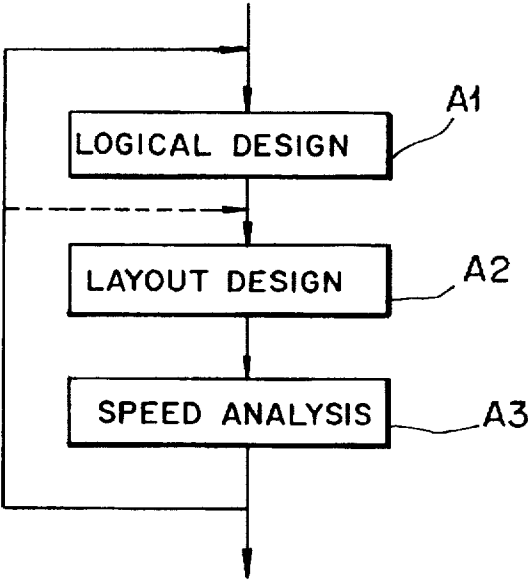 A1
LOGICAL DESIGN
A2
LAYOUT DESIGN
A3
SPEED ANALYSIS